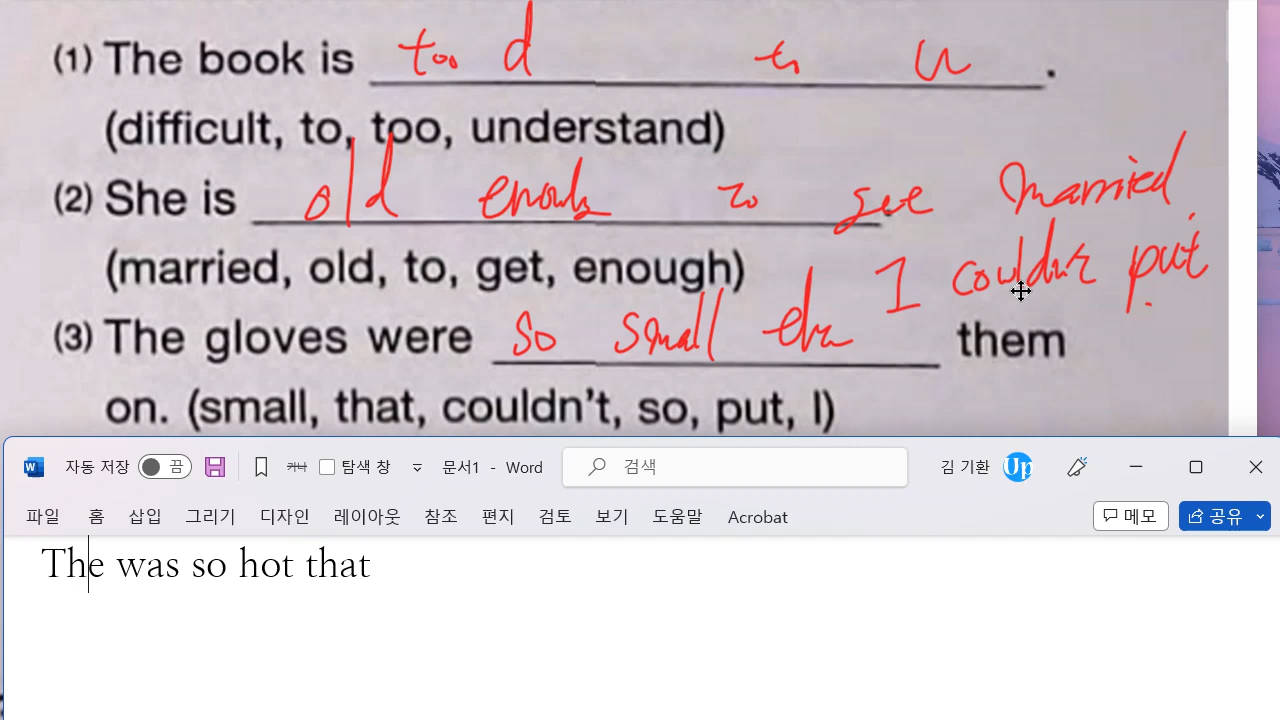 (1) The book is too d to u.
(difficult, to, too, understand)
(2) She is old enough to get married.
(married, old, to, get, enough)
I couldn't put
(3) The gloves were so small that them
on. (small, that, couldn't, so, put, I)
자동 저장 끔 가나 탐색 창 문서1 - Word 검색 김 기환 Up
파일 홈 삽입 그리기 디자인 레이아웃 참조 편지 검토 보기 도움말 Acrobat 메모 공유
The was so hot that